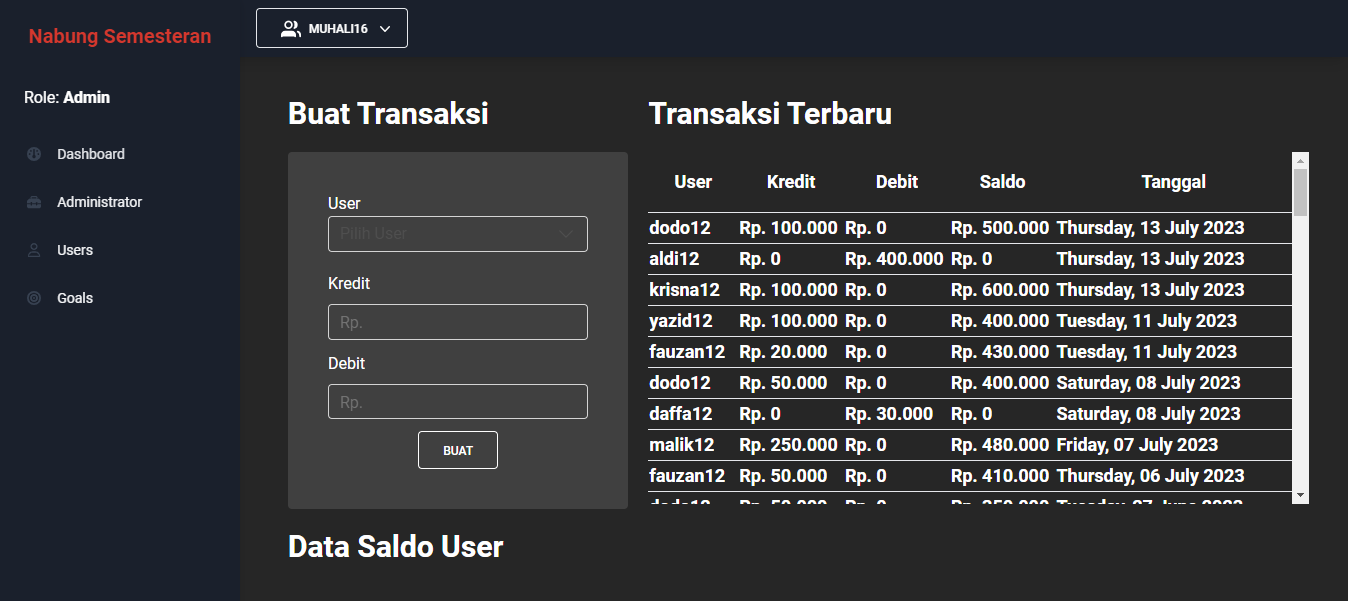 Nabung Semesteran
MUHALI16
Role: Admin
Dashboard
Administrator
Users
Goals
Buat Transaksi
User
Pilih User
Kredit
Rp.
Debit
Rp.
BUAT
Transaksi Terbaru
User Kredit Debit Saldo Tanggal
dodo12 Rp. 100.000 Rp. 0 Rp. 500.000 Thursday, 13 July 2023
aldi12 Rp. 0 Rp. 400.000 Rp. 0 Thursday, 13 July 2023
krisna12 Rp. 100.000 Rp. 0 Rp. 600.000 Thursday, 13 July 2023
yazid12 Rp. 100.000 Rp. 0 Rp. 400.000 Tuesday, 11 July 2023
fauzan12 Rp. 20.000 Rp. 0 Rp. 430.000 Tuesday, 11 July 2023
dodo12 Rp. 50.000 Rp. 0 Rp. 400.000 Saturday, 08 July 2023
daffa12 Rp. 0 Rp. 30.000 Rp. 0 Saturday, 08 July 2023
malik12 Rp. 250.000 Rp. 0 Rp. 480.000 Friday, 07 July 2023
fauzan12 Rp. 50.000 Rp. 0 Rp. 410.000 Thursday, 06 July 2023
Data Saldo User